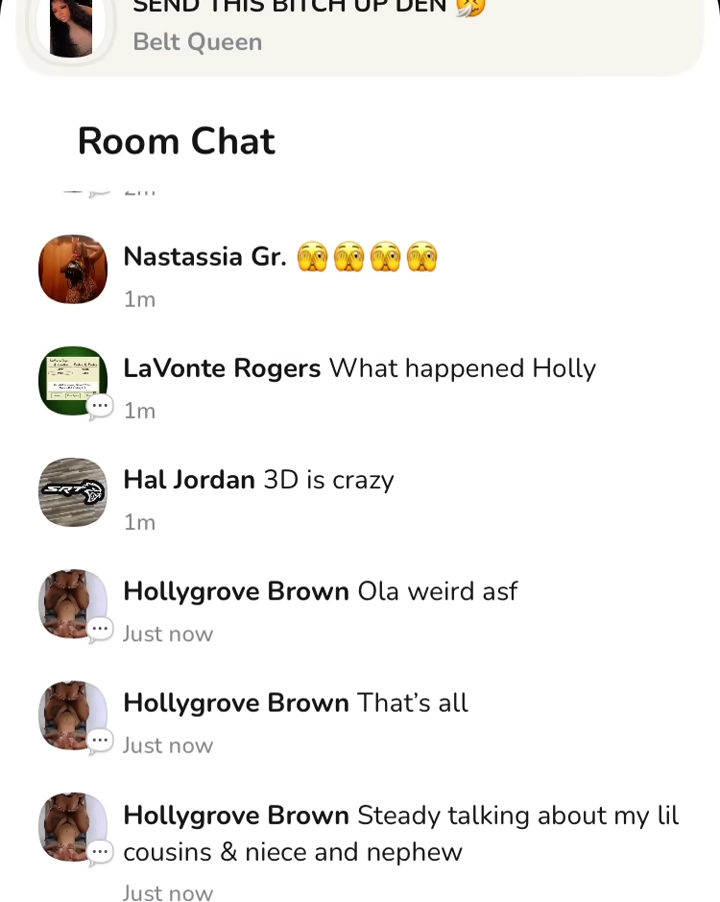 SEND THIS BITCH UP DEN 🤧
Belt Queen
Room Chat
2m
Nastassia Gr. 🫣🫣🫣🫣
1m
LaVonte Rogers What happened Holly
1m
Hal Jordan 3D is crazy
1m
SRT
Hollygrove Brown Ola weird asf
Just now
Hollygrove Brown That’s all
Just now
Hollygrove Brown Steady talking about my lil
cousins & niece and nephew
Just now